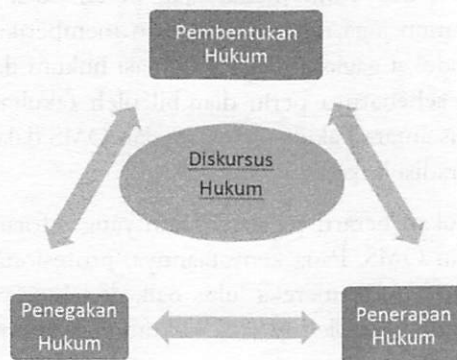 Pembentukan
Hukum
Diskursus
Hukum
Penegakan
Hukum
Penerapan
Hukum